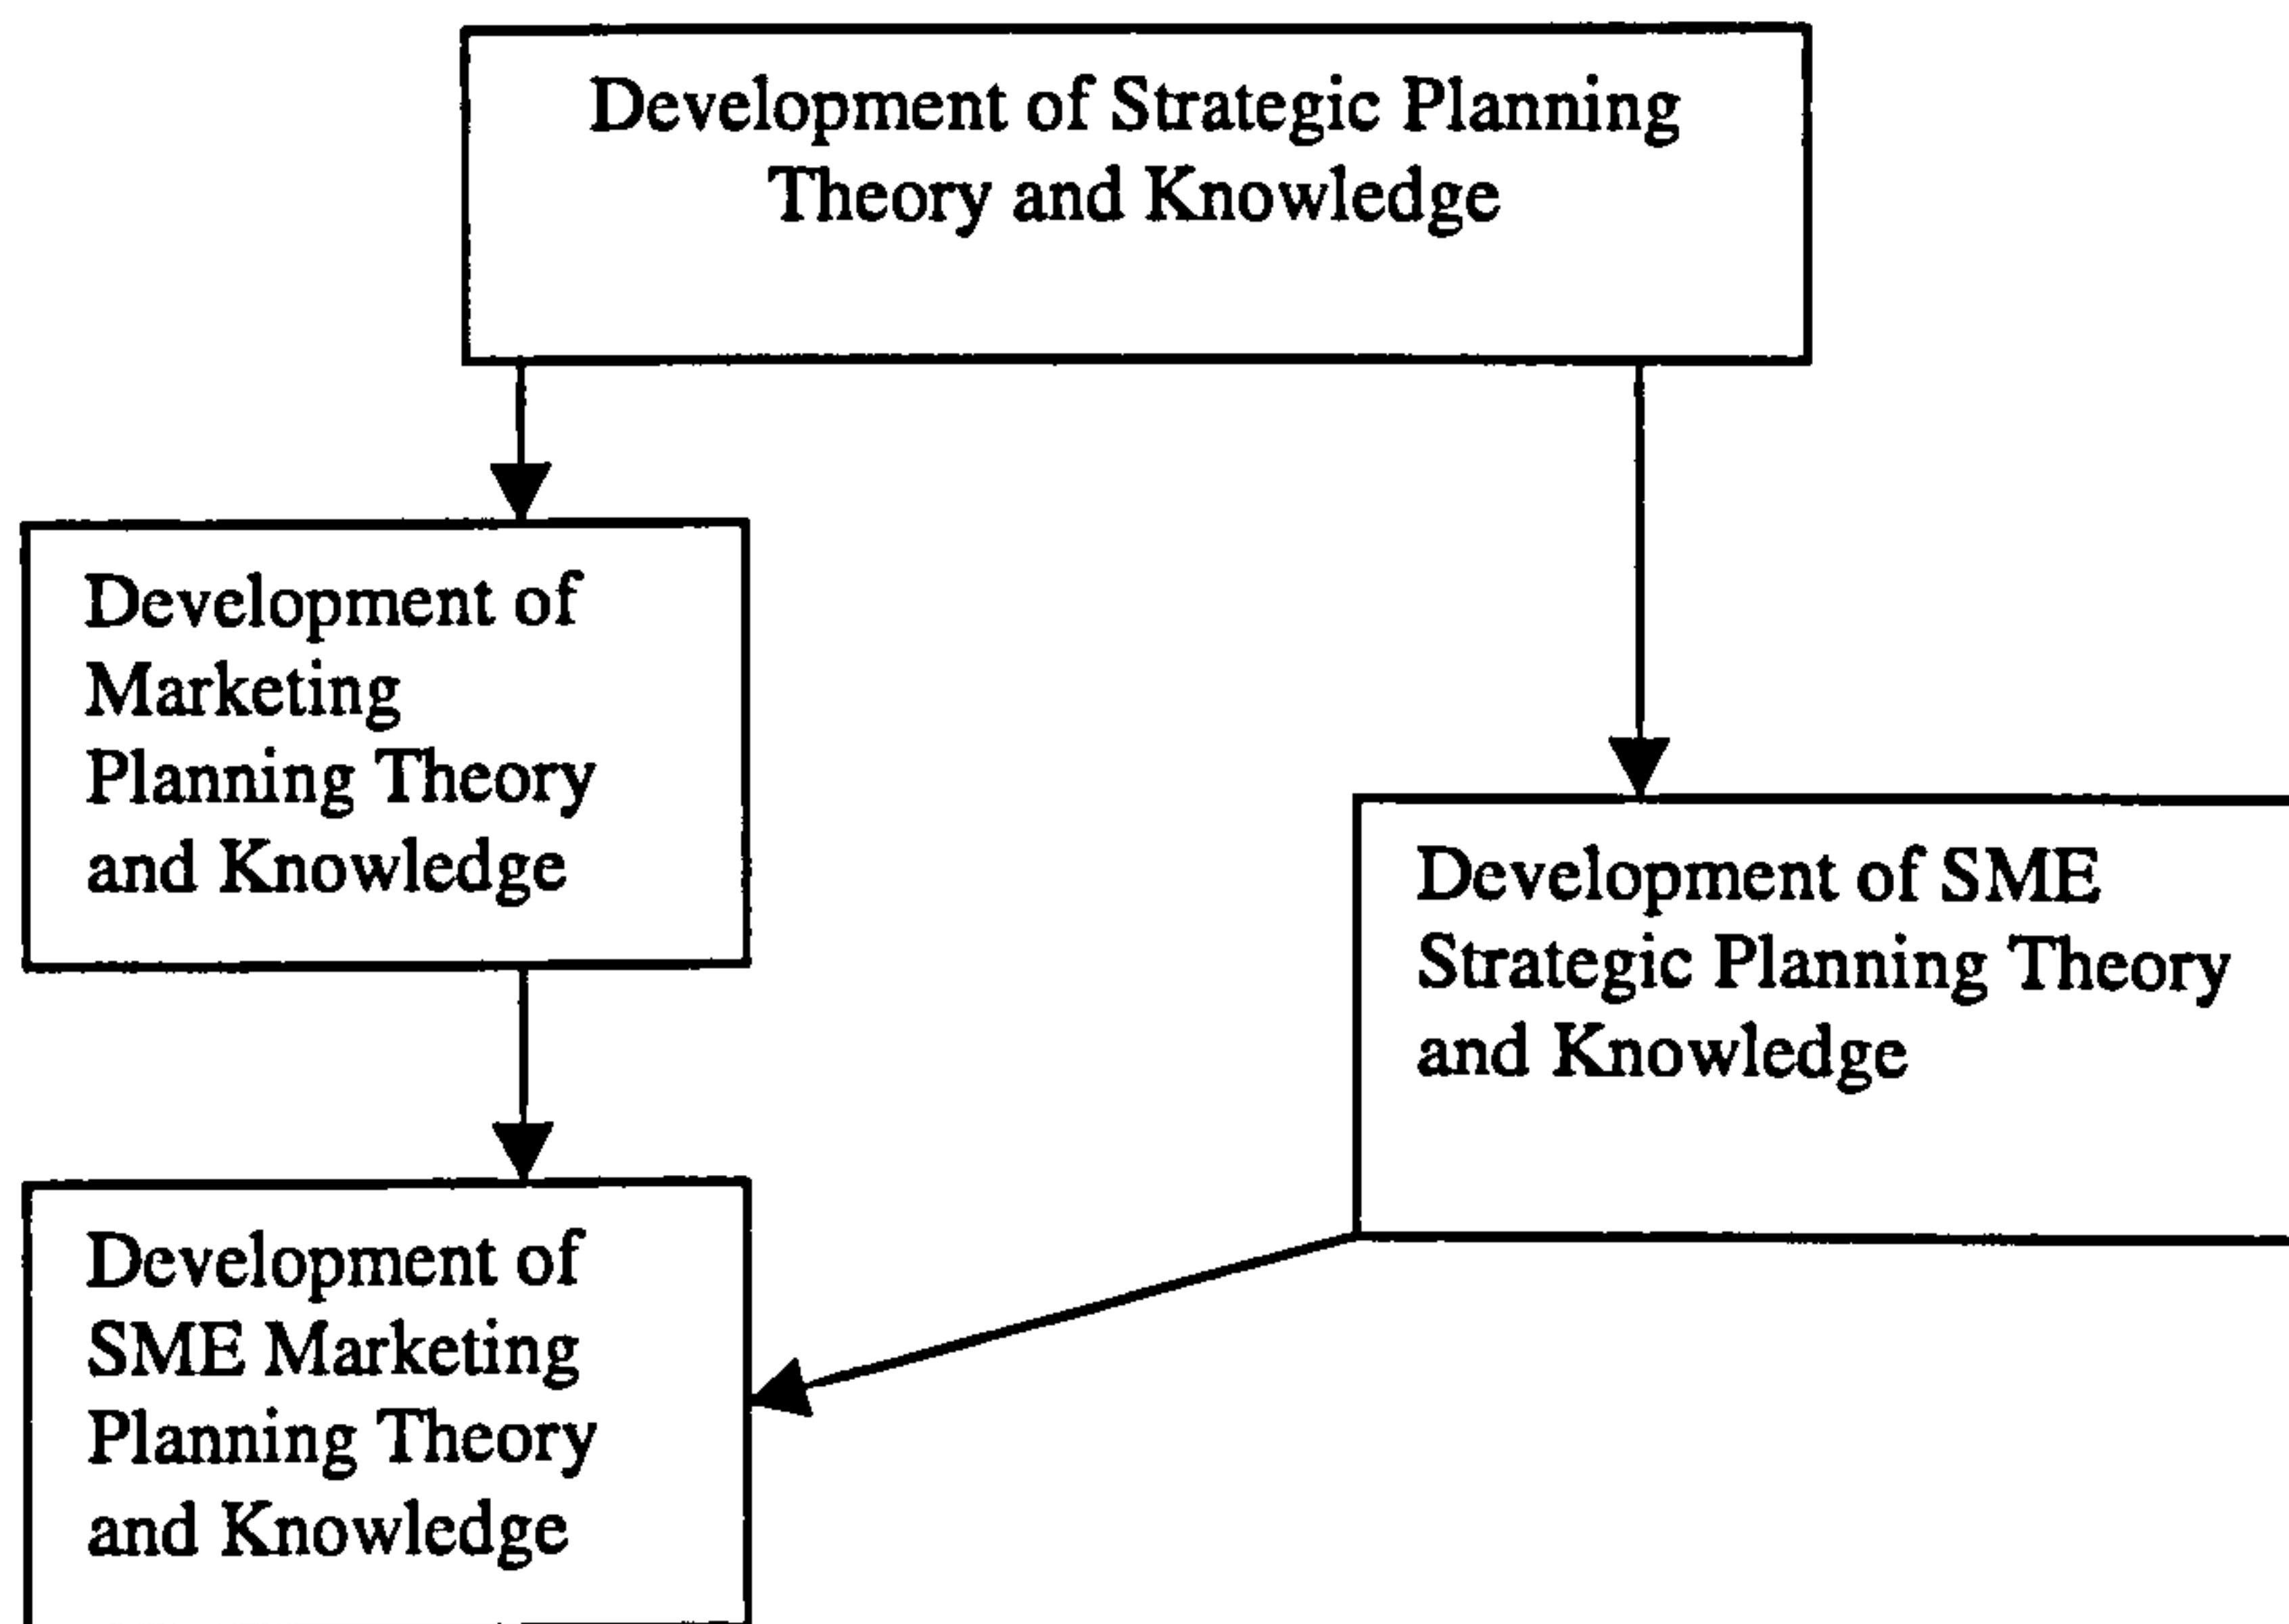 Development of Strategic Planning
Theory and Knowledge
Development of
Marketing
Planning Theory
and Knowledge
Development of SME
Strategic Planning Theory
and Knowledge
Development of
SME Marketing
Planning Theory
and Knowledge